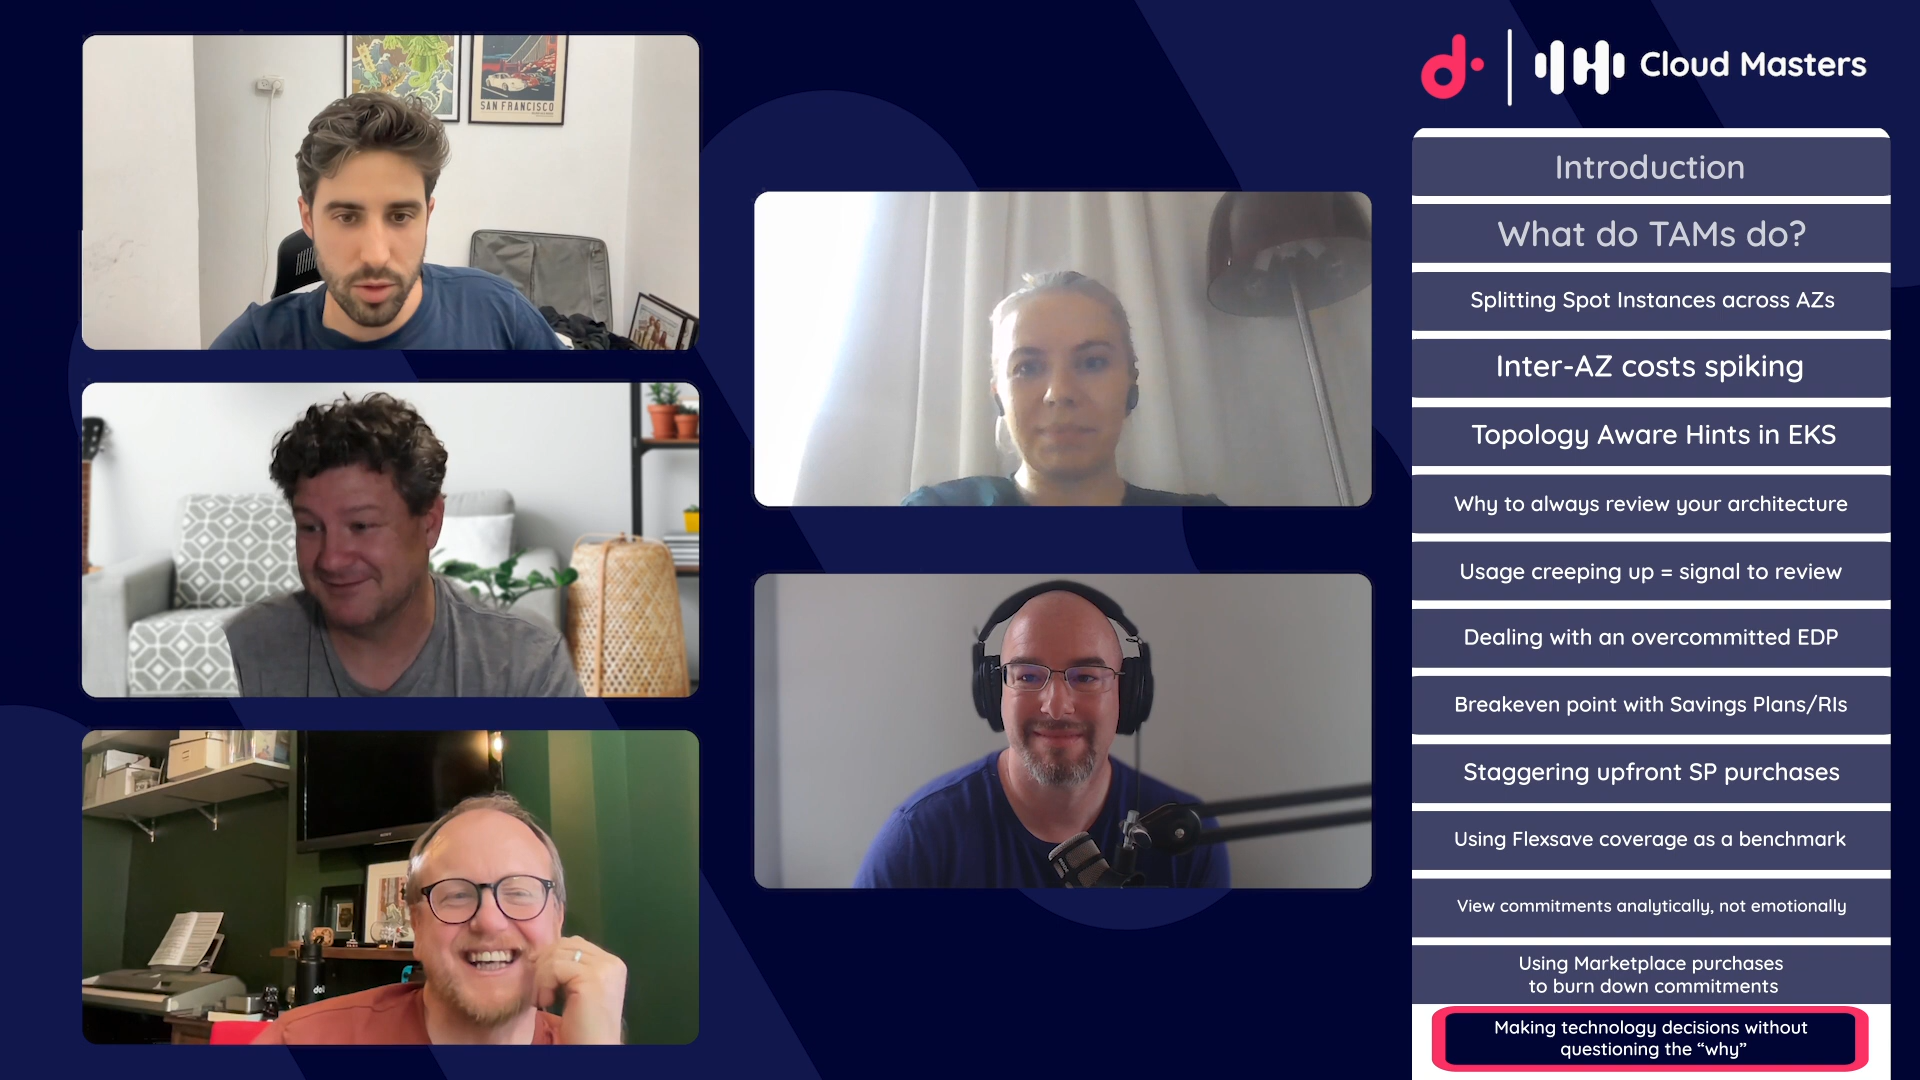 SAN FRANCISCO
SONY
doi
Cloud Masters
Introduction
What do TAMs do?
Splitting Spot Instances across AZs
Inter-AZ costs spiking
Topology Aware Hints in EKS
Why to always review your architecture
Usage creeping up = signal to review
Dealing with an overcommitted EDP
Breakeven point with Savings Plans/RIs
Staggering upfront SP purchases
Using Flexsave coverage as a benchmark
View commitments analytically, not emotionally
Using Marketplace purchases
to burn down commitments
Making technology decisions without
questioning the “why”